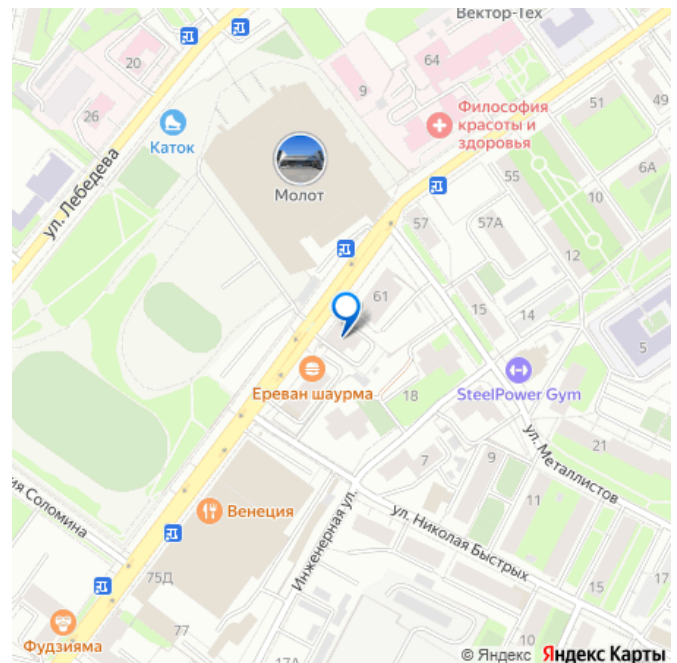 Вектор-Тех
20
64
9
26
51
49
Философия
красоты и
здоровья
Каток
ул. Лебедева
Молот
55
6А
10
57
57А
12
61
15
14
5
Ереван шаурма
SteelPower Gym
18
ул. Металлистов
21
7
9
11
ия Соломина
Венеция
Инженерная ул.
ул. Николая Быстрых
75Д
15
17
77
Фудзияма
17А
© Яндекс Яндекс Карты